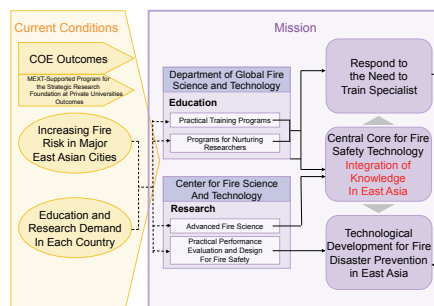 Current Conditions
COE Outcomes
MEXT-Supported Program for
the Strategic Research
Foundation at Private Universities
Outcomes
Increasing Fire
Risk in Major
East Asian Cities
Education and
Research Demand
In Each Country
Mission
Department of Global Fire
Science and Technology
Education
Practical Training Programs
Programs for Nurturing
Researchers
Center for Fire Science
And Technology
Research
Advanced Fire Science
Practical Performance
Evaluation and Design
For Fire Safety
Respond to
the Need to
Train Specialist
Central Core for Fire
Safety Technology
Integration of
Knowledge
In East Asia
Technological
Development for Fire
Disaster Prevention
in East Asia